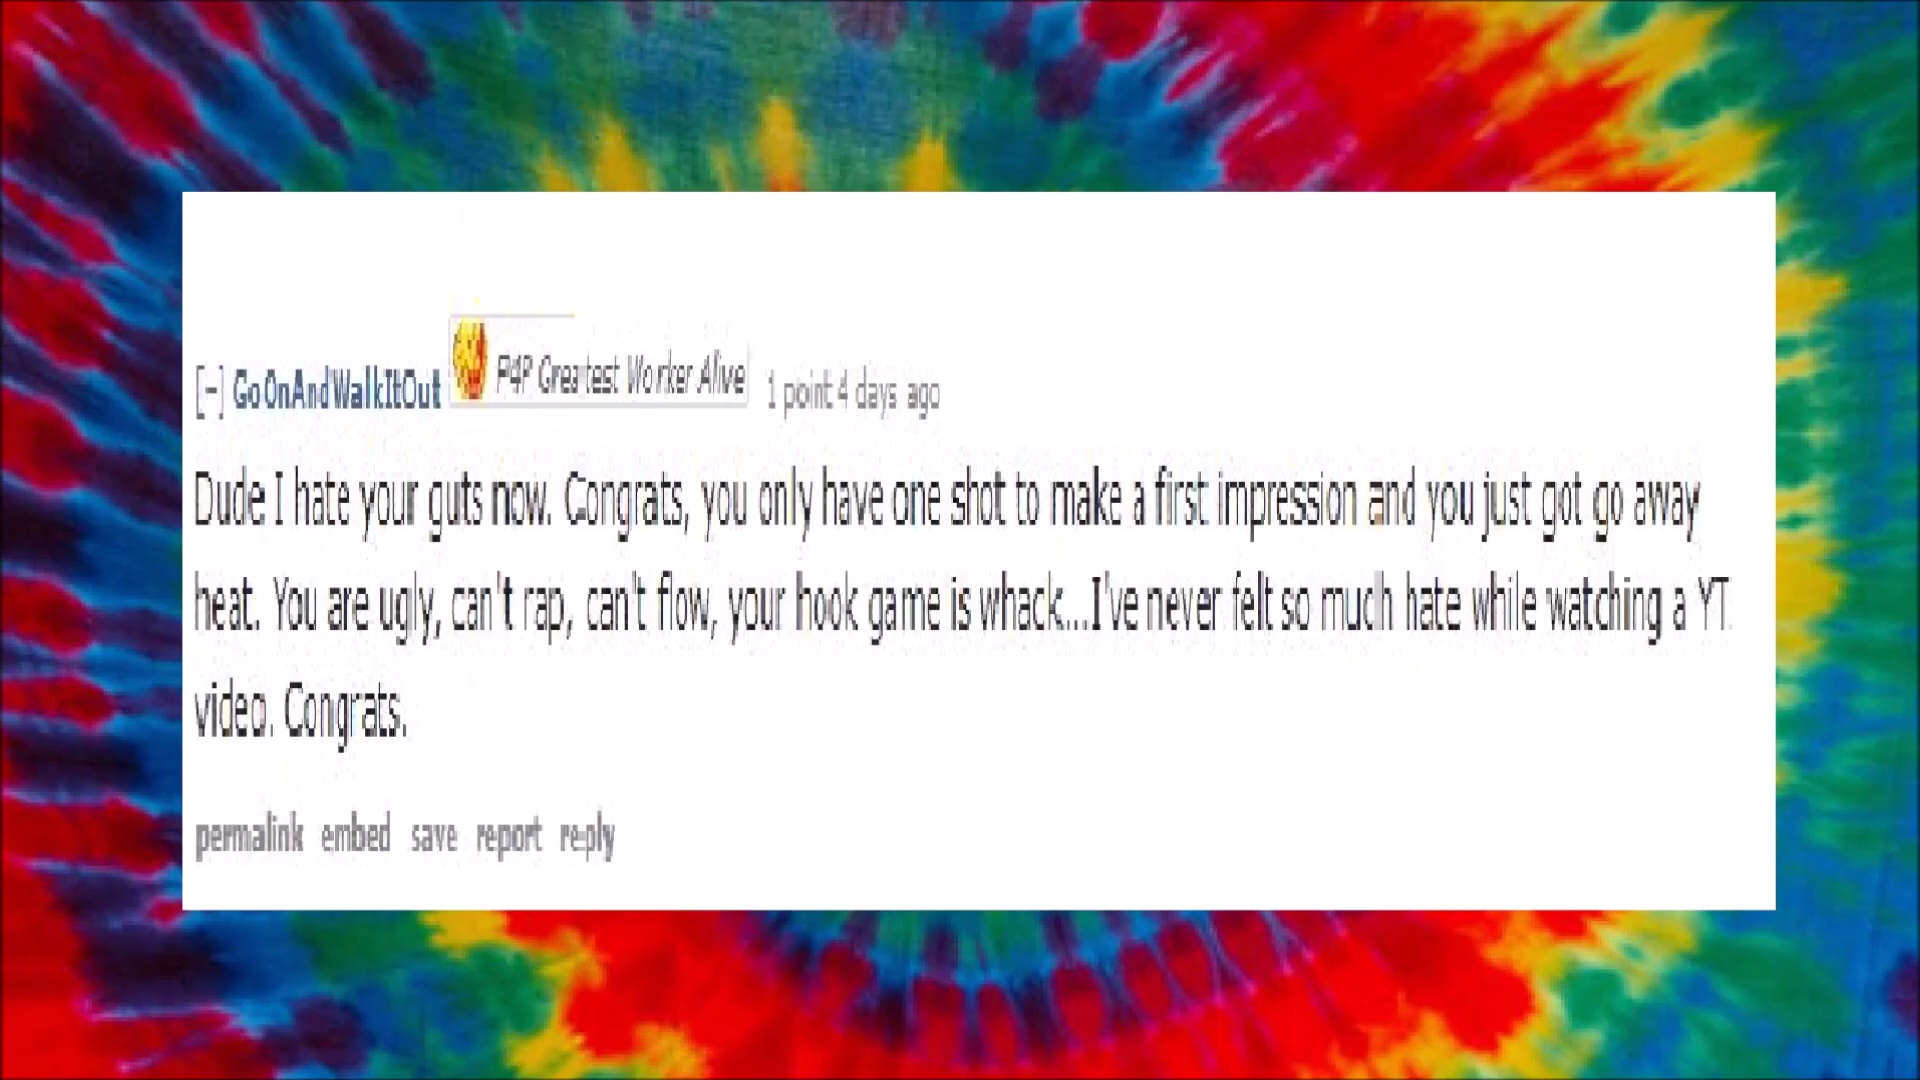 [-] GoOnAndWalkItOut P4P Greatest Worker Alive 1 point 4 days ago
Dude I hate your guts now. Congrats, you only have one shot to make a first impression and you just got go away
heat. You are ugly, can't rap, can't flow, your hook game is whack...I've never felt so much hate while watching a YT
video. Congrats.
permalink embed save report reply